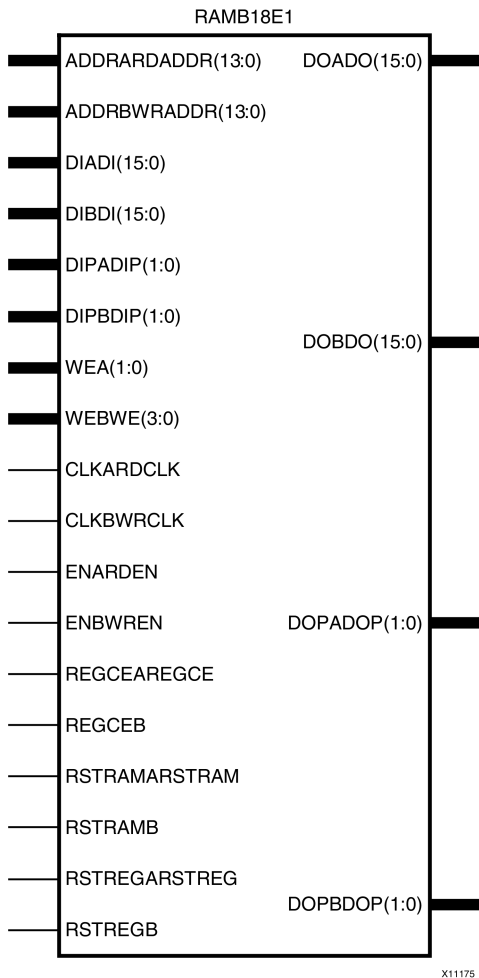 RAMB18E1
ADDRARDADDR(13:0) DOADO(15:0)
ADDRBWRADDR(13:0)
DIADI(15:0)
DIBDI(15:0)
DIPADIP(1:0)
DIPBDIP(1:0)
DOBDO(15:0)
WEA(1:0)
WEBWE(3:0)
CLKARDCLK
CLKBWRCLK
ENARDEN
ENBWREN DOPADOP(1:0)
REGCEAREGCE
REGCEB
RSTRAMARSTRAM
RSTRAMB
RSTREGARSTREG
DOPBDOP(1:0)
RSTREGB
X11175